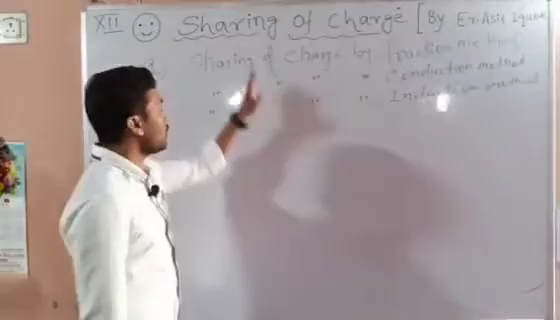 XII Sharing of Charge [By Er. Asif Iqubal
Sharing of Charge by friction method
" " " " Conduction method
" " " Induction method